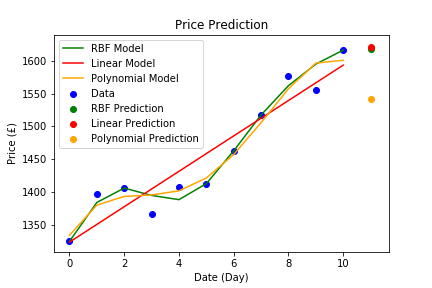 Price Prediction
RBF Model
Linear Model
Polynomial Model
Data
RBF Prediction
Linear Prediction
Polynomial Prediction
1600
1550
1500
1450
1400
1350
Price (£)
0 2 4 6 8 10
Date (Day)